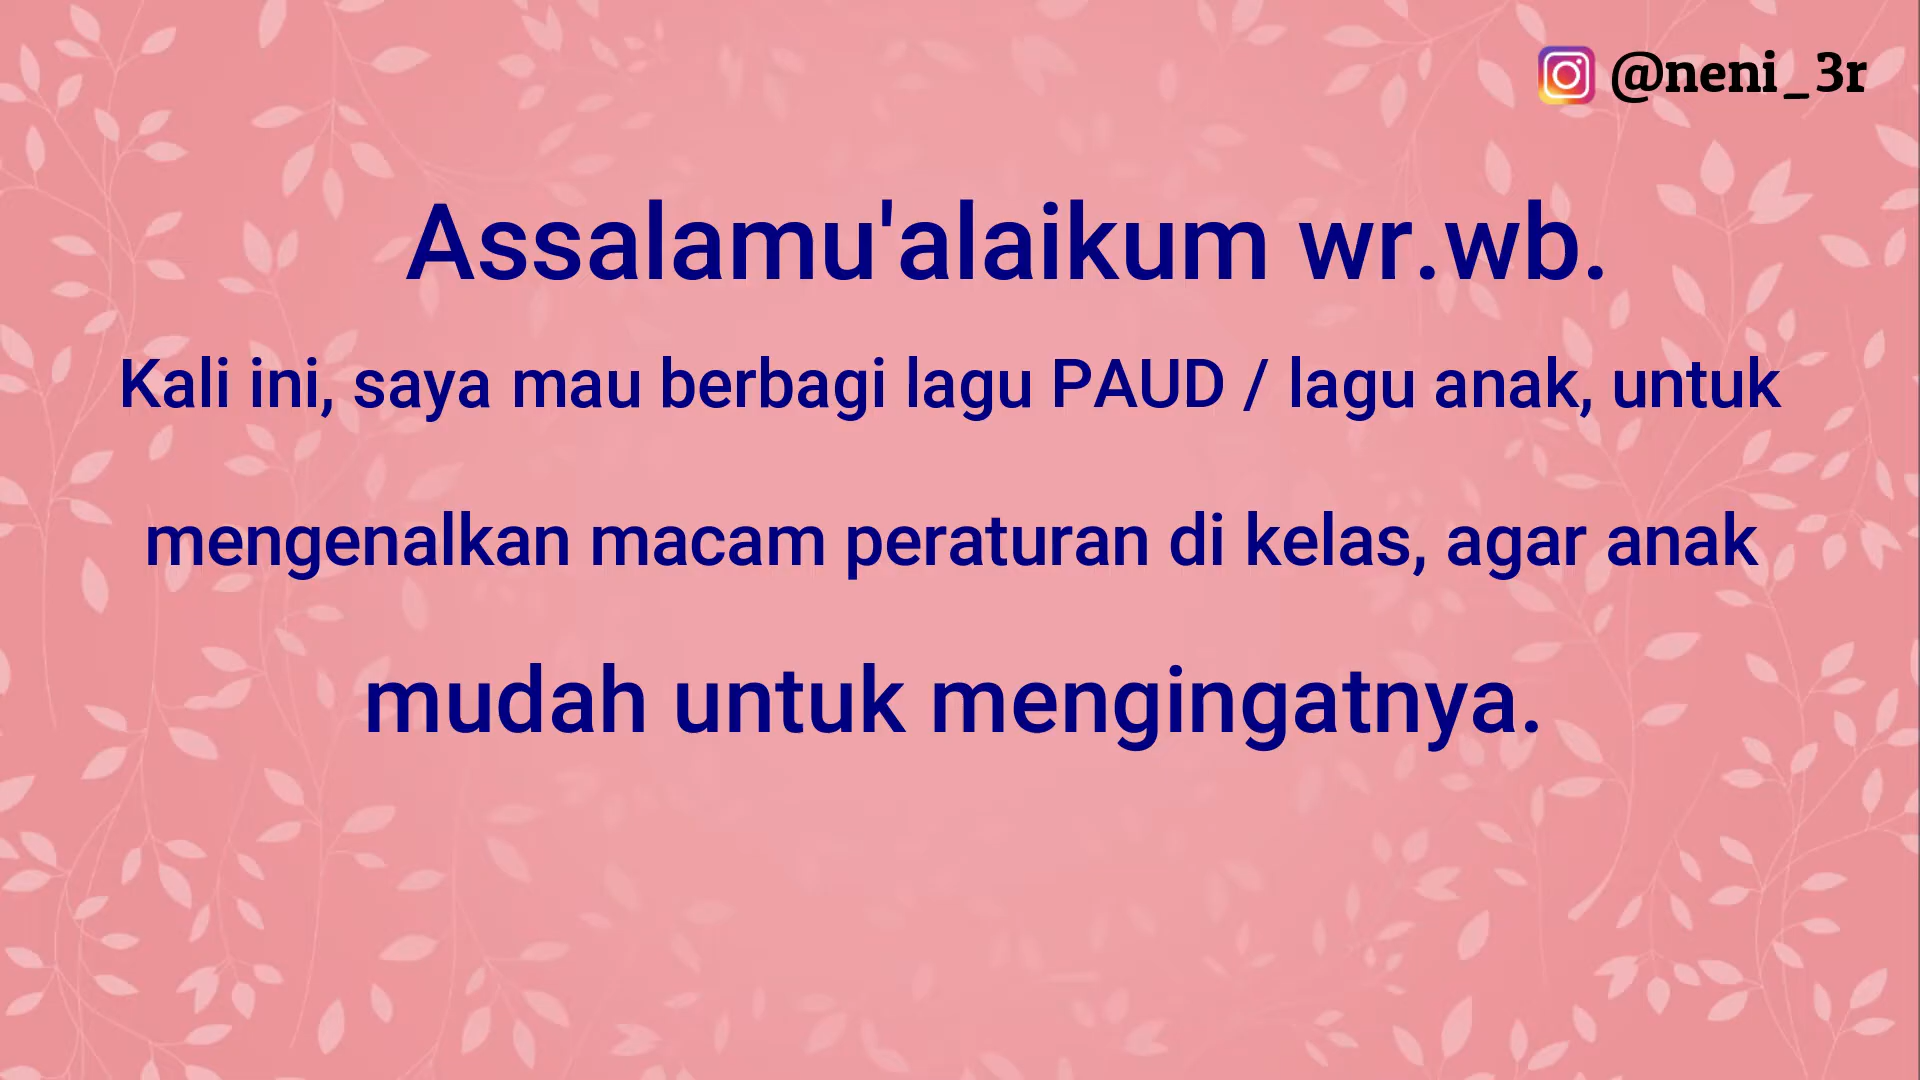 @neni_3r
Assalamu'alaikum wr.wb.
Kali ini, saya mau berbagi lagu PAUD / lagu anak, untuk
mengenalkan macam peraturan di kelas, agar anak
mudah untuk mengingatnya.